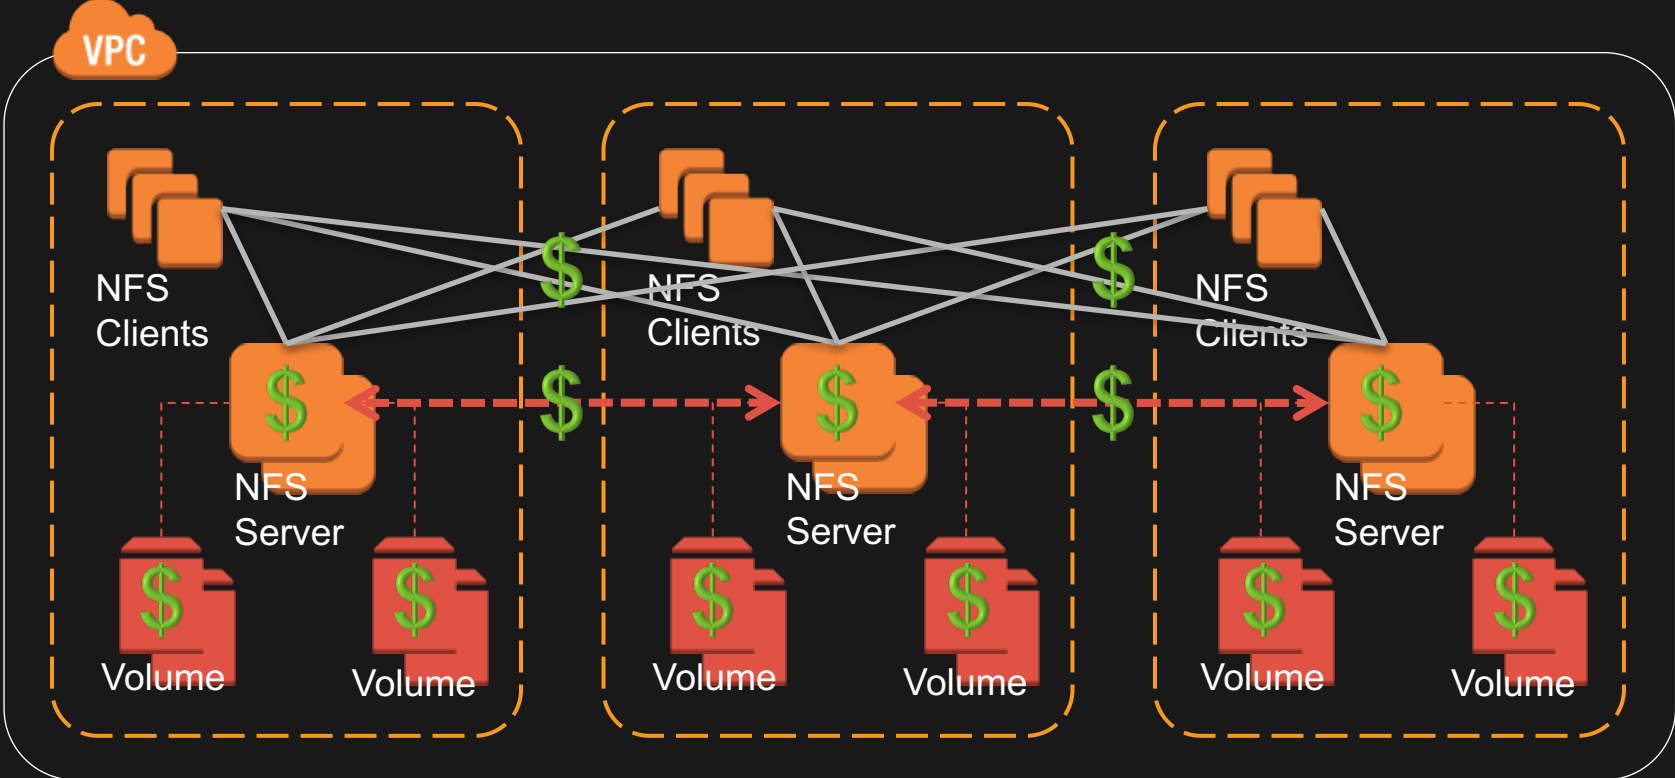 VPC
NFS
Clients
NFS
Clients
NFS
Clients
$
$
$
$
$
$
$
NFS
Server
NFS
Server
NFS
Server
$
$
$
$
$
$
Volume
Volume
Volume
Volume
Volume
Volume